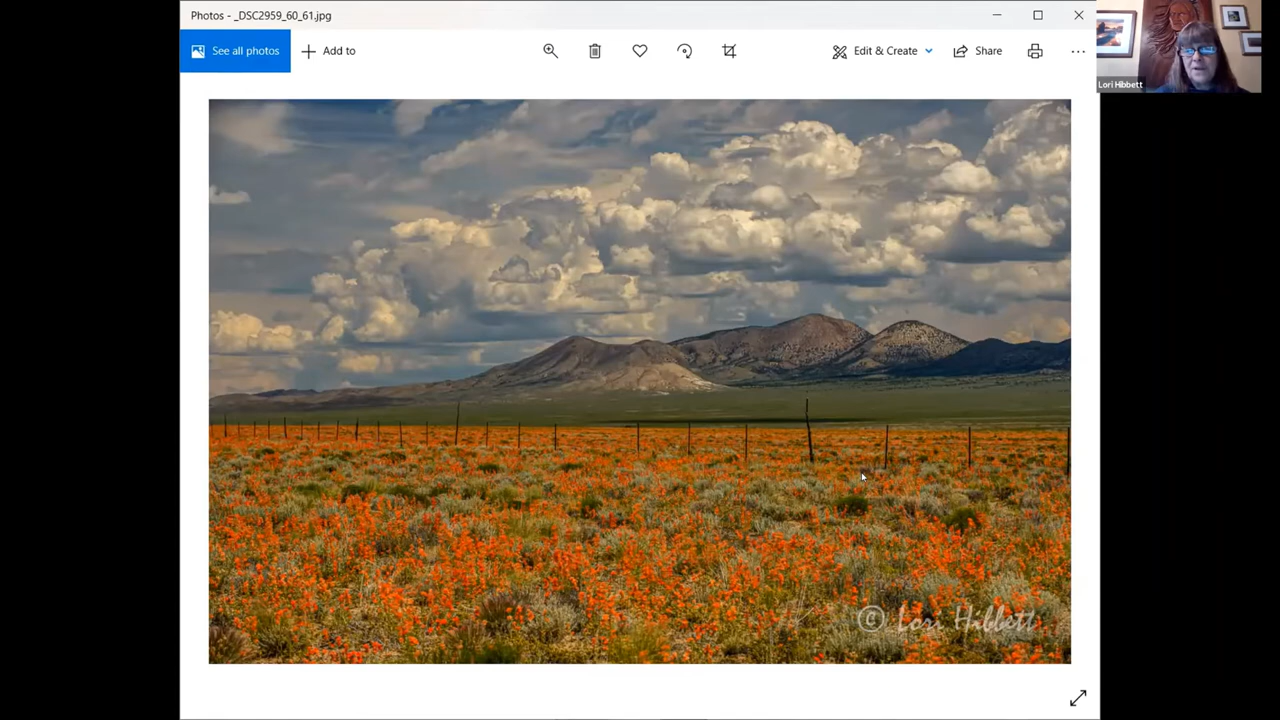 Photos - _DSC2959_60_61.jpg
See all photos
Add to
Edit & Create
Share
Lori Hibbett
© Lori Hibbett